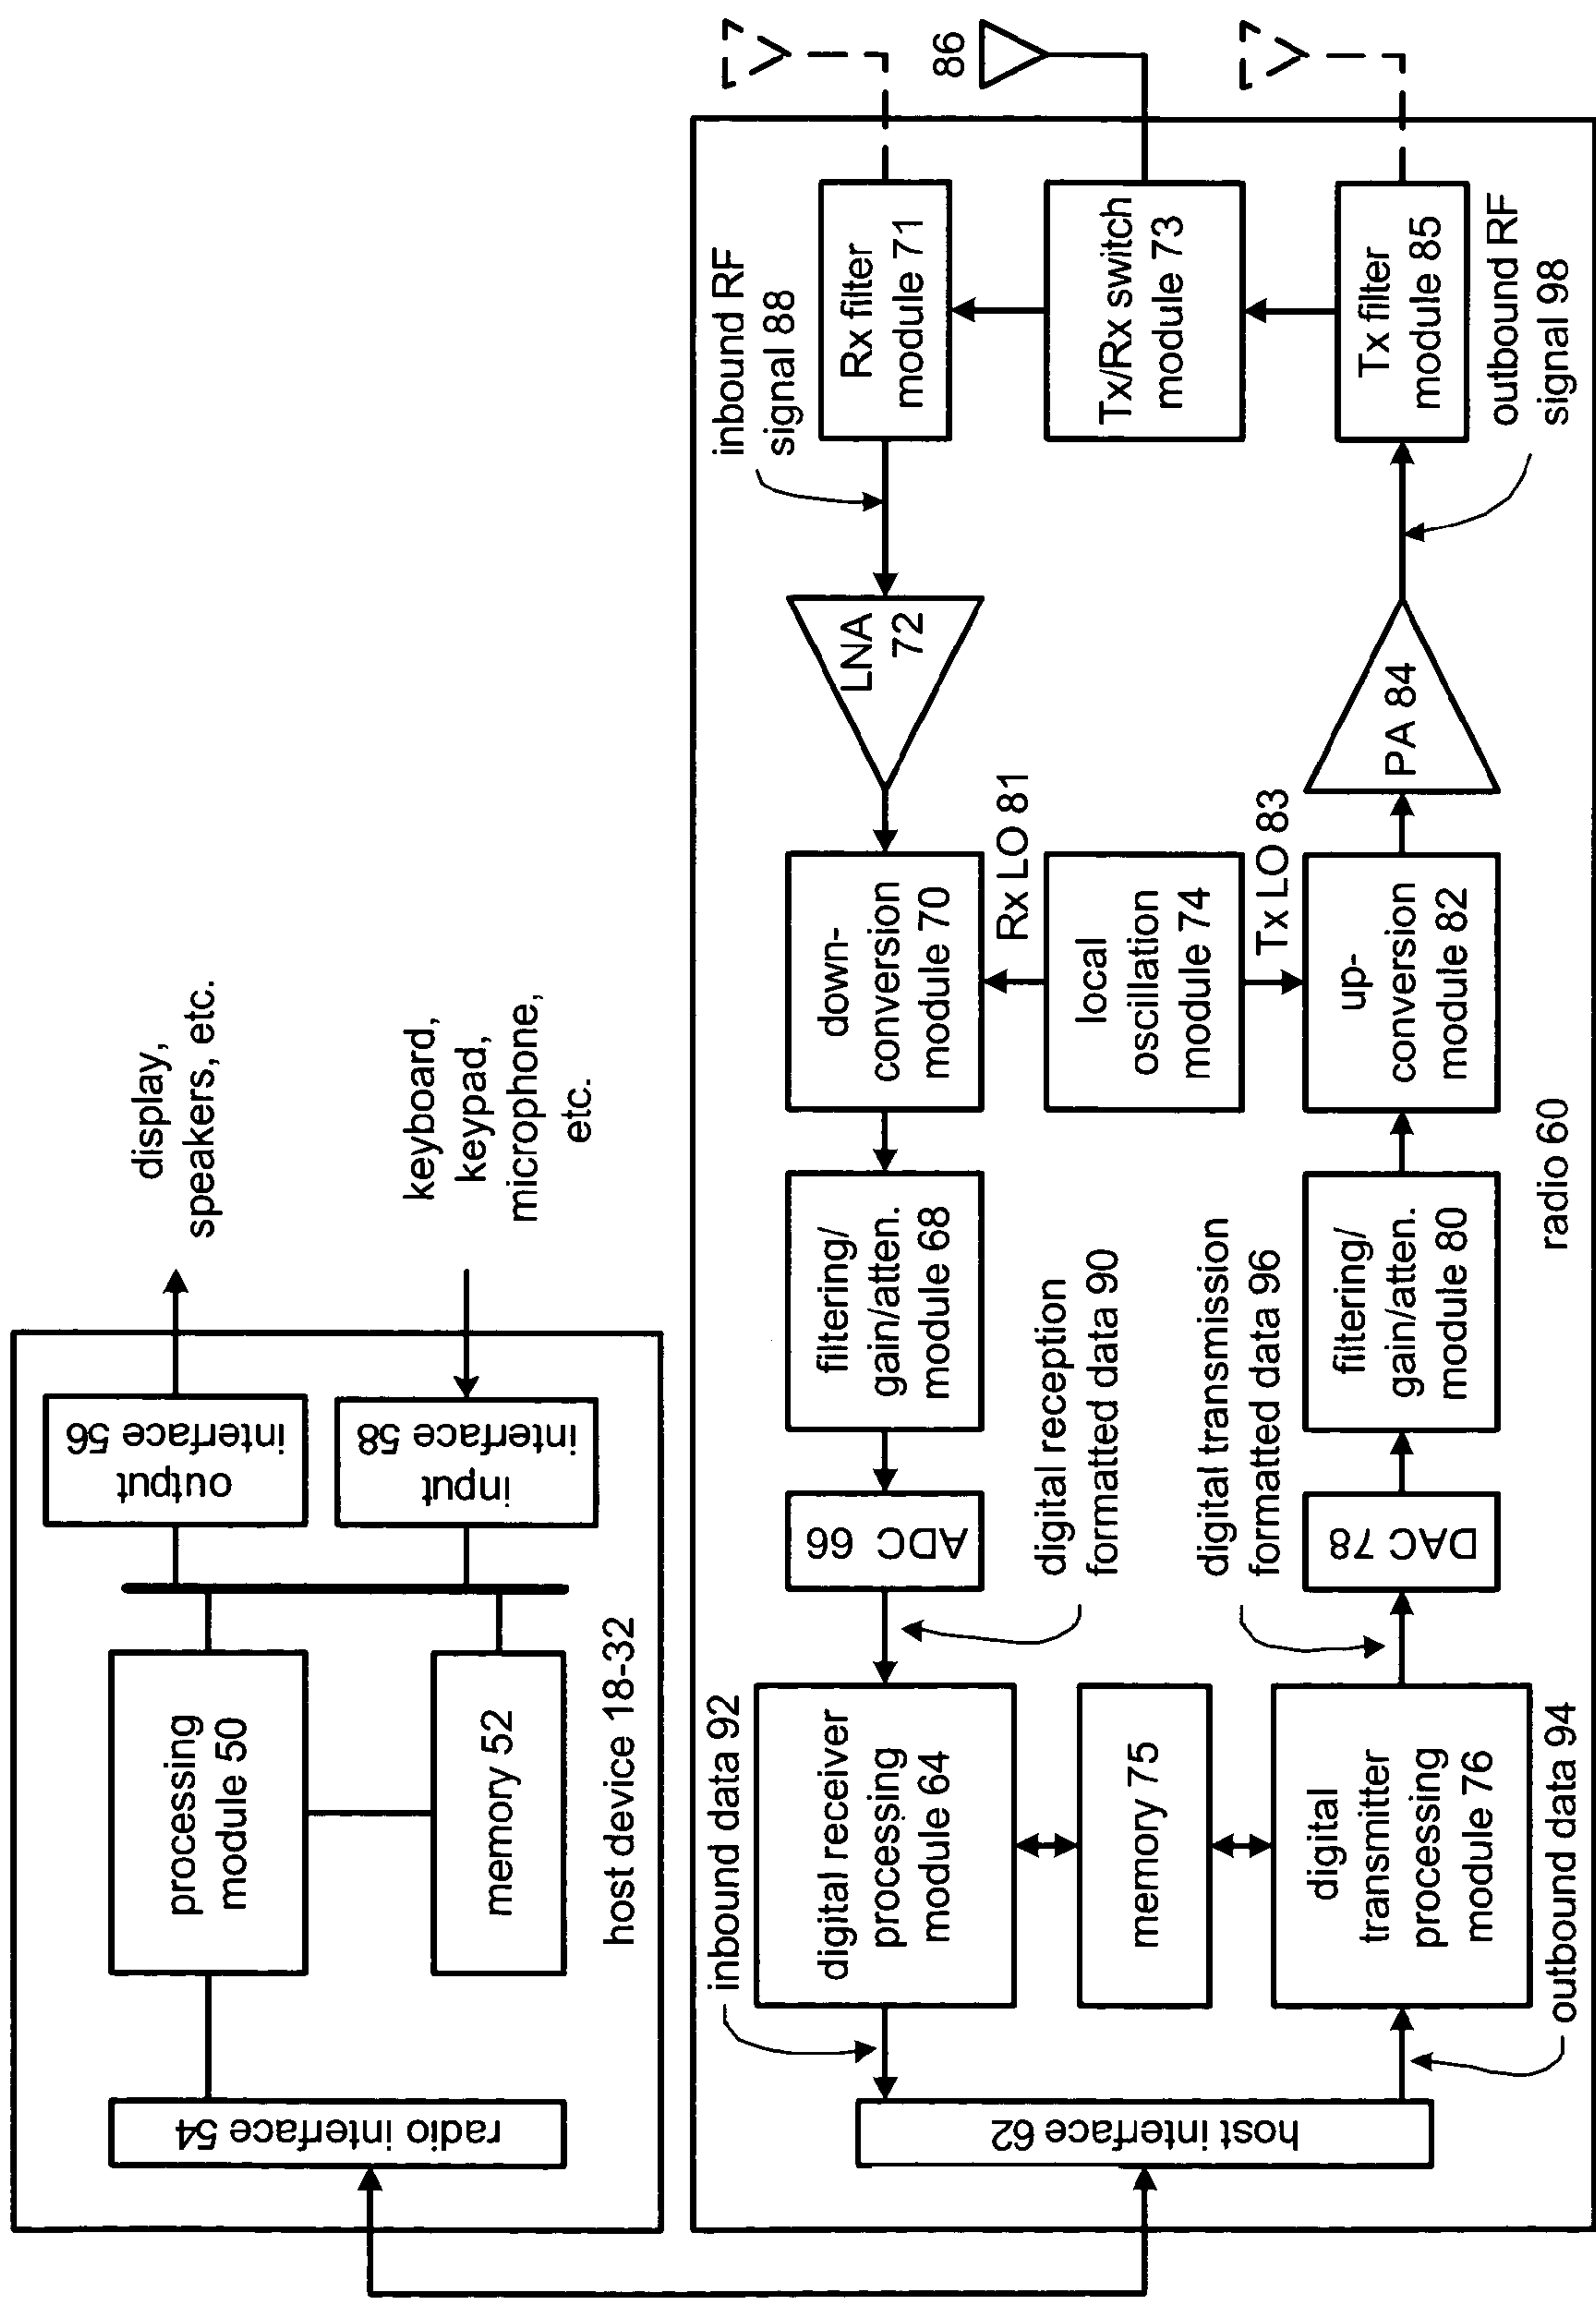 display,
speakers, etc.
keyboard,
keypad,
microphone,
etc.
output
interface 56
input
interface 58
processing
module 50
memory 52
radio interface 54
host device 18-32
86
inbound RF
signal 88
Rx filter
module 71
Tx/Rx switch
module 73
Tx filter
module 85
outbound RF
signal 98
LNA
72
PA 84
down-
conversion
module 70
Rx LO 81
local
oscillation
module 74
Tx LO 83
up-
conversion
module 82
filtering/
gain/atten.
module 68
filtering/
gain/atten.
module 80
radio 60
ADC 66
digital reception
formatted data 90
digital transmission
formatted data 96
DAC 78
inbound data 92
digital receiver
processing
module 64
memory 75
digital
transmitter
processing
module 76
outbound data 94
host interface 62